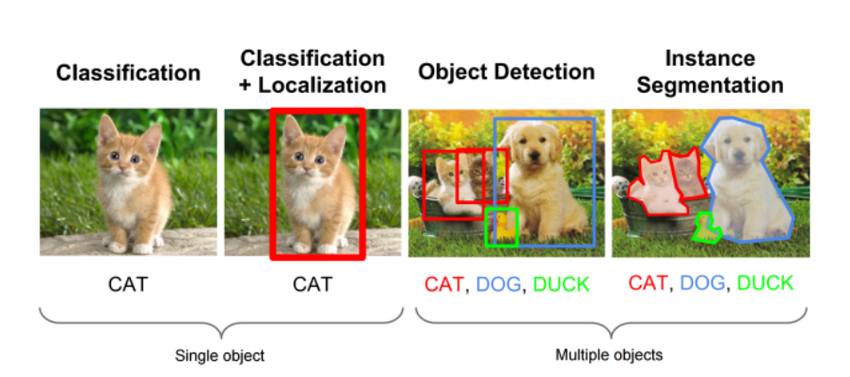 Classification
Classification
+ Localization
Object Detection
Instance
Segmentation
CAT
CAT
CAT, DOG, DUCK
CAT, DOG, DUCK
Single object
Multiple objects